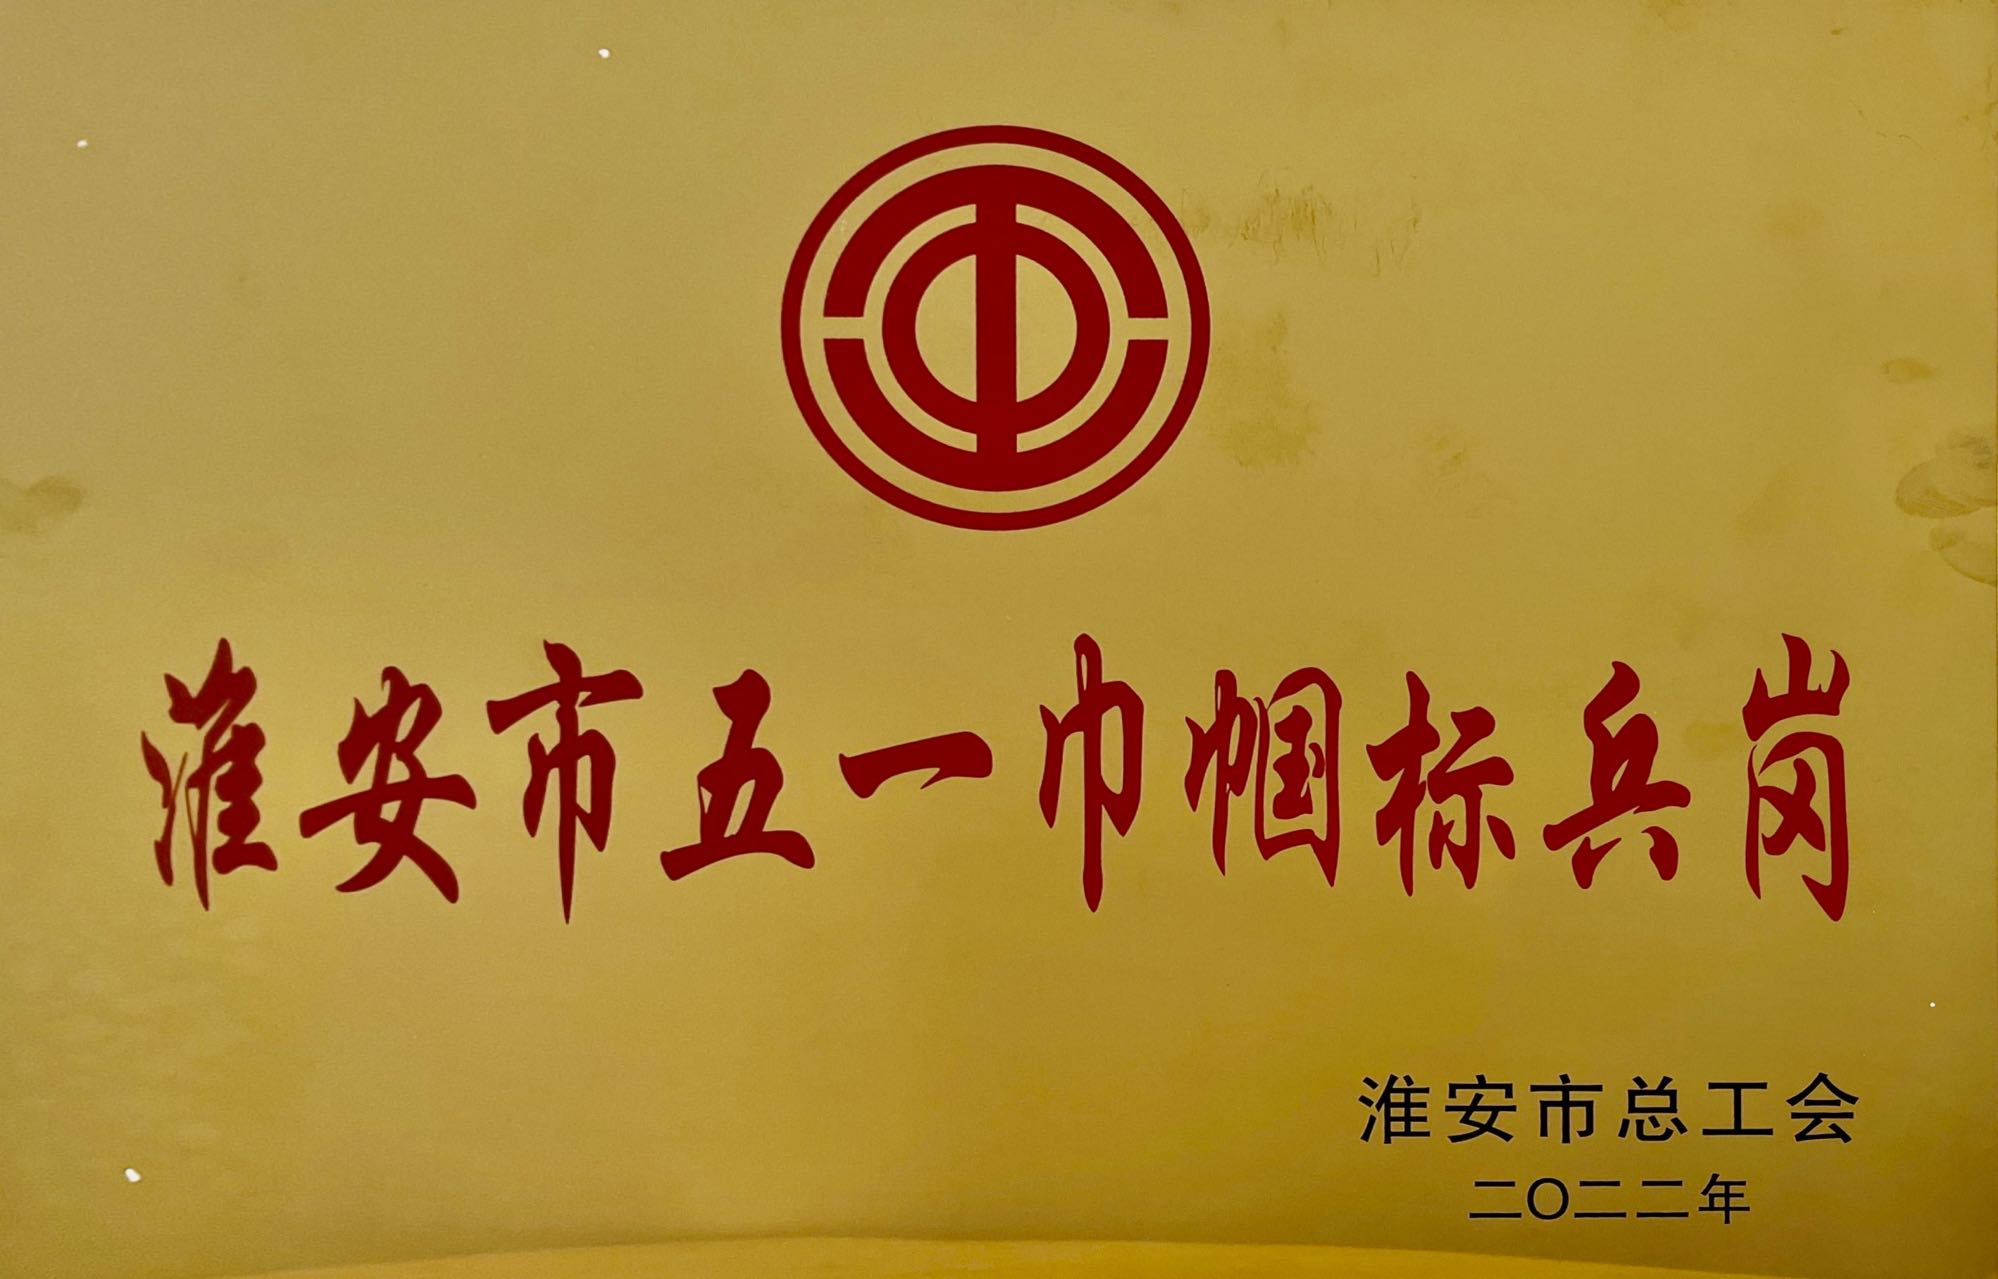 淮安市五一巾帼标兵岗
淮安市总工会
二〇二二年